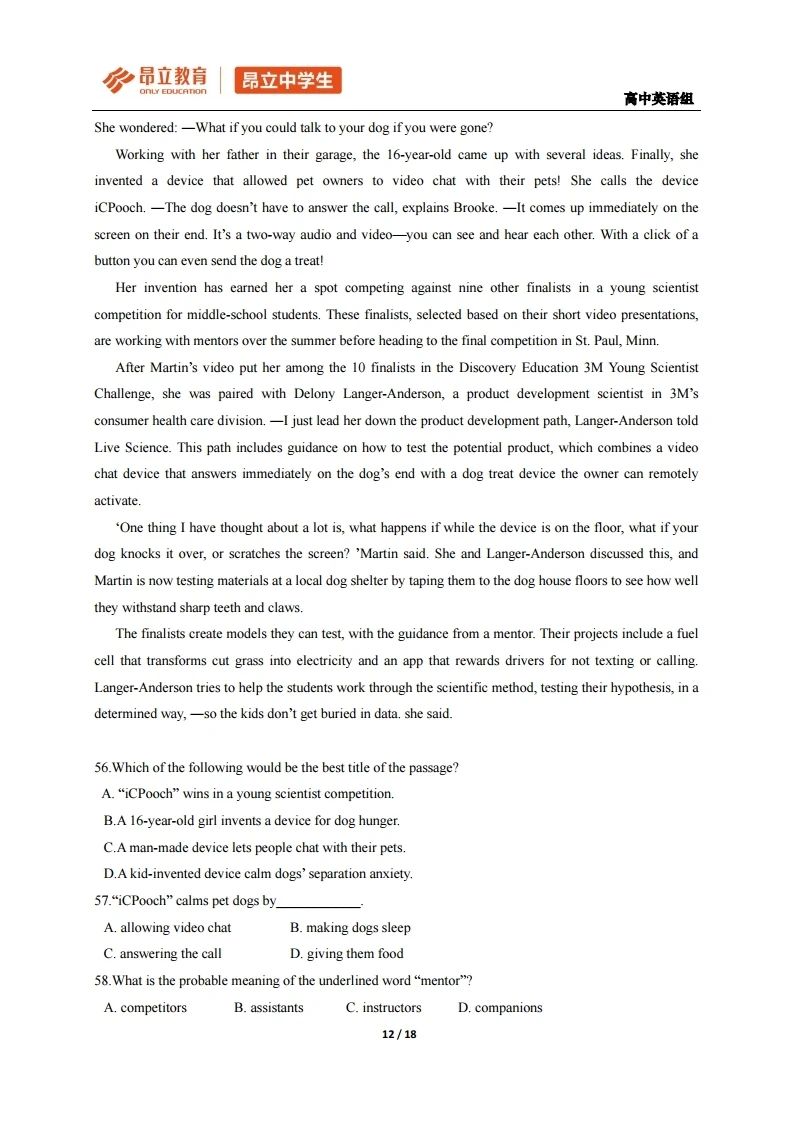 昂立教育
ONLY EDUCATION
昂立中学生
高中英语组
She wondered: —What if you could talk to your dog if you were gone?
Working with her father in their garage, the 16-year-old came up with several ideas. Finally, she
invented a device that allowed pet owners to video chat with their pets! She calls the device
iCPooch. —The dog doesn’t have to answer the call, explains Brooke. —It comes up immediately on the
screen on their end. It’s a two-way audio and video—you can see and hear each other. With a click of a
button you can even send the dog a treat!
Her invention has earned her a spot competing against nine other finalists in a young scientist
competition for middle-school students. These finalists, selected based on their short video presentations,
are working with mentors over the summer before heading to the final competition in St. Paul, Minn.
After Martin’s video put her among the 10 finalists in the Discovery Education 3M Young Scientist
Challenge, she was paired with Delony Langer-Anderson, a product development scientist in 3M’s
consumer health care division. —I just lead her down the product development path, Langer-Anderson told
Live Science. This path includes guidance on how to test the potential product, which combines a video
chat device that answers immediately on the dog’s end with a dog treat device the owner can remotely
activate.
‘One thing I have thought about a lot is, what happens if while the device is on the floor, what if your
dog knocks it over, or scratches the screen? ’Martin said. She and Langer-Anderson discussed this, and
Martin is now testing materials at a local dog shelter by taping them to the dog house floors to see how well
they withstand sharp teeth and claws.
The finalists create models they can test, with the guidance from a mentor. Their projects include a fuel
cell that transforms cut grass into electricity and an app that rewards drivers for not texting or calling.
Langer-Anderson tries to help the students work through the scientific method, testing their hypothesis, in a
determined way, —so the kids don’t get buried in data. she said.
56.Which of the following would be the best title of the passage?
A. “iCPooch” wins in a young scientist competition.
B.A 16-year-old girl invents a device for dog hunger.
C.A man-made device lets people chat with their pets.
D.A kid-invented device calm dogs’ separation anxiety.
57.“iCPooch” calms pet dogs by____________.
A. allowing video chat B. making dogs sleep
C. answering the call D. giving them food
58.What is the probable meaning of the underlined word “mentor”?
A. competitors B. assistants C. instructors D. companions
12 / 18